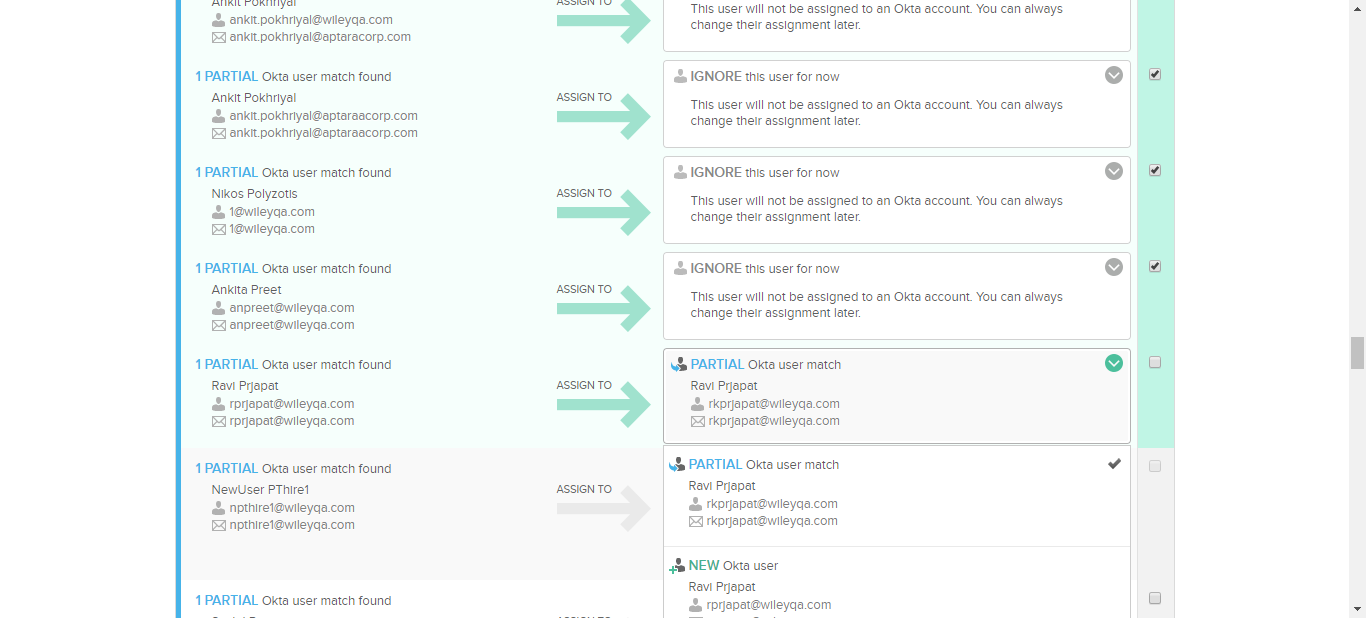 Ankit Pokhriyal
ankit.pokhriyal@wileyqa.com
ankit.pokhriyal@aptaracorp.com
ASSIGN TO
This user will not be assigned to an Okta account. You can always
change their assignment later.
1 PARTIAL Okta user match found
Ankit Pokhriyal
ankit.pokhriyal@aptaraacorp.com
ankit.pokhriyal@aptaraacorp.com
ASSIGN TO
IGNORE this user for now
This user will not be assigned to an Okta account. You can always
change their assignment later.
1 PARTIAL Okta user match found
Nikos Polyzotis
1@wileyqa.com
1@wileyqa.com
ASSIGN TO
IGNORE this user for now
This user will not be assigned to an Okta account. You can always
change their assignment later.
1 PARTIAL Okta user match found
Ankita Preet
anpreet@wileyqa.com
anpreet@wileyqa.com
ASSIGN TO
IGNORE this user for now
This user will not be assigned to an Okta account. You can always
change their assignment later.
1 PARTIAL Okta user match found
Ravi Prjapat
rprjapat@wileyqa.com
rprjapat@wileyqa.com
ASSIGN TO
PARTIAL Okta user match
Ravi Prjapat
rkprjapat@wileyqa.com
rkprjapat@wileyqa.com
1 PARTIAL Okta user match found
NewUser PThire1
npthire1@wileyqa.com
npthire1@wileyqa.com
ASSIGN TO
PARTIAL Okta user match
Ravi Prjapat
rkprjapat@wileyqa.com
rkprjapat@wileyqa.com
NEW Okta user
Ravi Prjapat
rprjapat@wileyqa.com
1 PARTIAL Okta user match found
ASSIGN TO